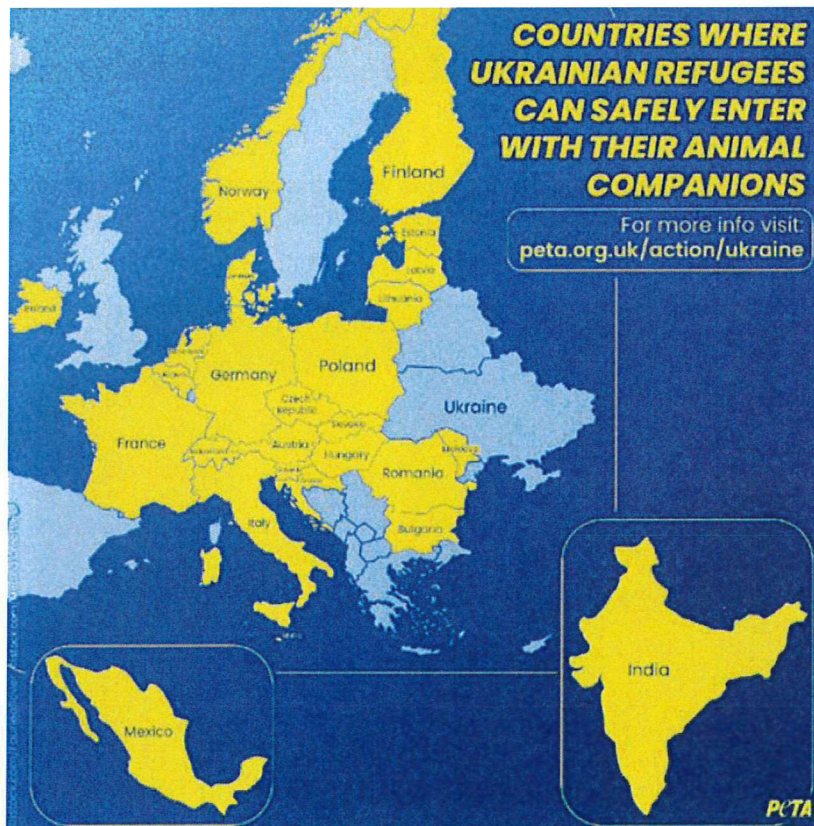 COUNTRIES WHERE
UKRAINIAN REFUGEES
CAN SAFELY ENTER
WITH THEIR ANIMAL
COMPANIONS
For more info visit:
peta.org.uk/action/ukraine
Norway
Finland
Estonia
Latvia
Lithuania
Ireland
Germany
Poland
Czech
Republic
Ukraine
France
Slovakia
Austria
Hungary
Moldova
Romania
Italy
Bulgaria
Mexico
India
PETA